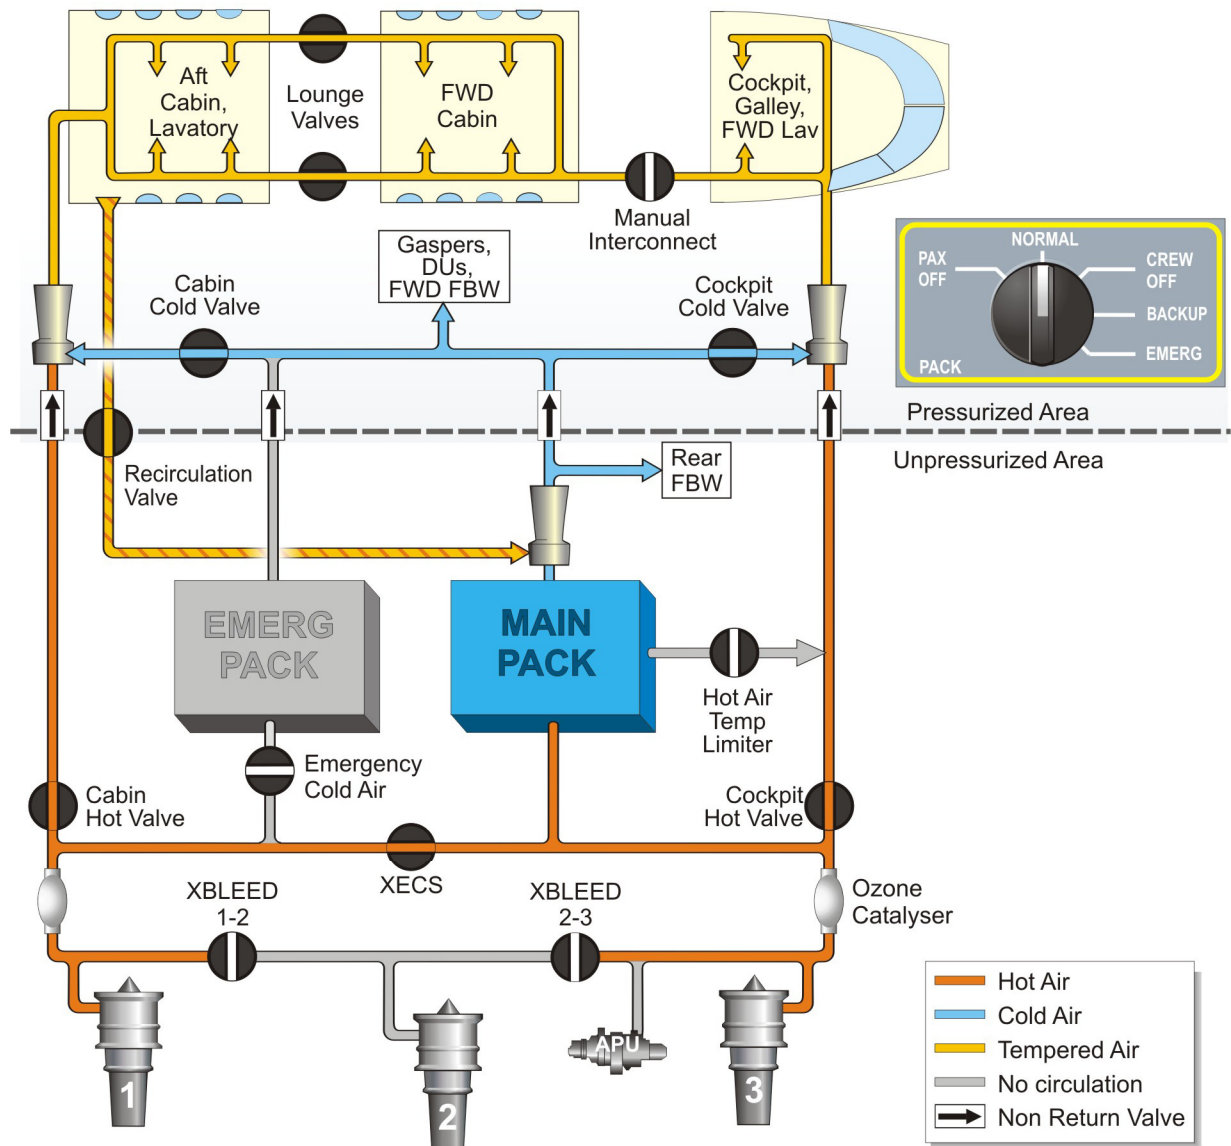 Aft
Cabin,
Lavatory
Lounge
Valves
FWD
Cabin
Cockpit,
Galley,
FWD Lav
Manual
Interconnect
Gaspers,
DUs,
FWD FBW
Cabin
Cold Valve
Cockpit
Cold Valve
NORMAL
PAX
OFF
CREW
OFF
BACKUP
EMERG
PACK
Pressurized Area
Unpressurized Area
Recirculation
Valve
Rear
FBW
EMERG
PACK
MAIN
PACK
Hot Air
Temp
Limiter
Emergency
Cold Air
Cabin
Hot Valve
Cockpit
Hot Valve
XECS
XBLEED
1-2
XBLEED
2-3
Ozone
Catalyser
1
2
APU
3
Hot Air
Cold Air
Tempered Air
No circulation
Non Return Valve